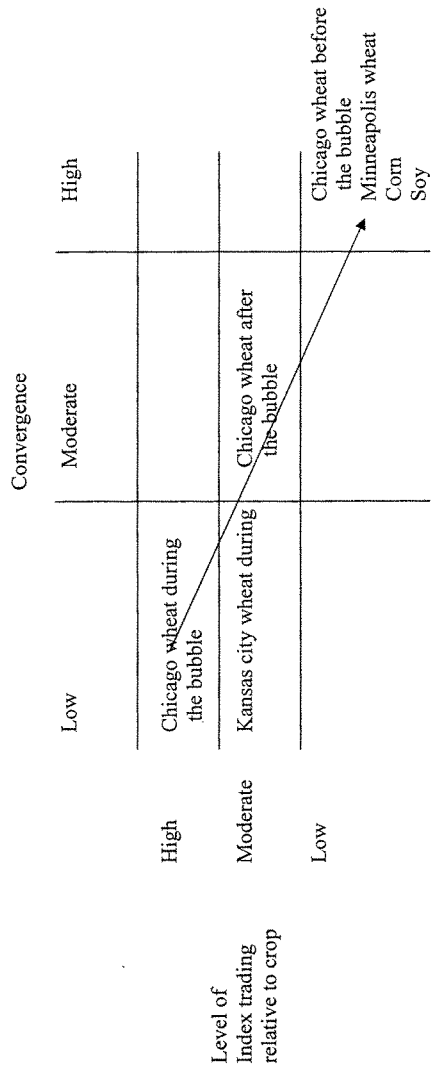 Convergence
Low
Moderate
High
Level of
Index trading
relative to crop
High
Chicago wheat during
the bubble
Moderate
Kansas city wheat during
Chicago wheat after
the bubble
Low
Chicago wheat before
the bubble
Minneapolis wheat
Corn
Soy